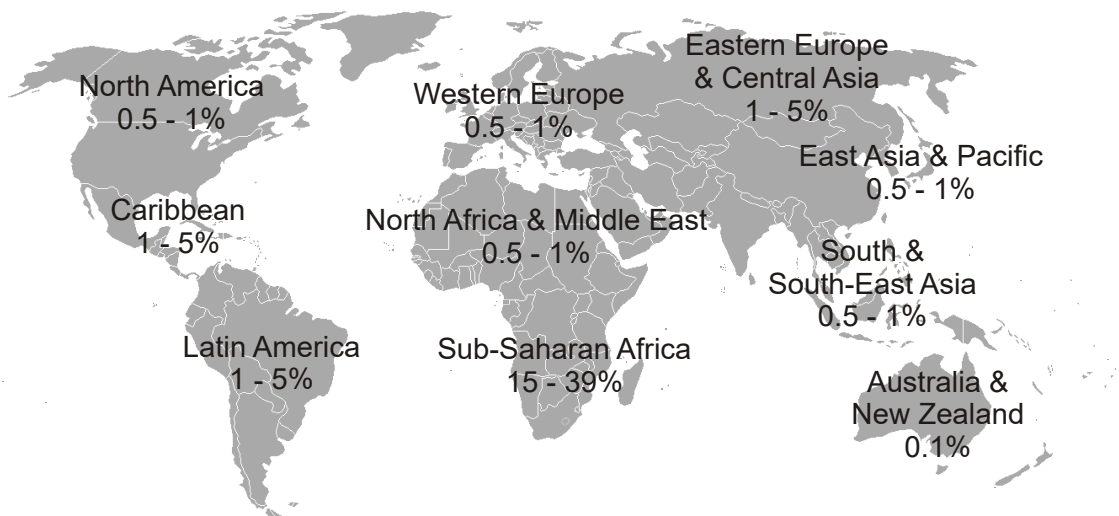 North America
0.5 - 1%
Western Europe
0.5 - 1%
Eastern Europe
& Central Asia
1 - 5%
East Asia & Pacific
0.5 - 1%
Caribbean
1 - 5%
North Africa & Middle East
0.5 - 1%
South &
South-East Asia
0.5 - 1%
Latin America
1 - 5%
Sub-Saharan Africa
15 - 39%
Australia &
New Zealand
0.1%